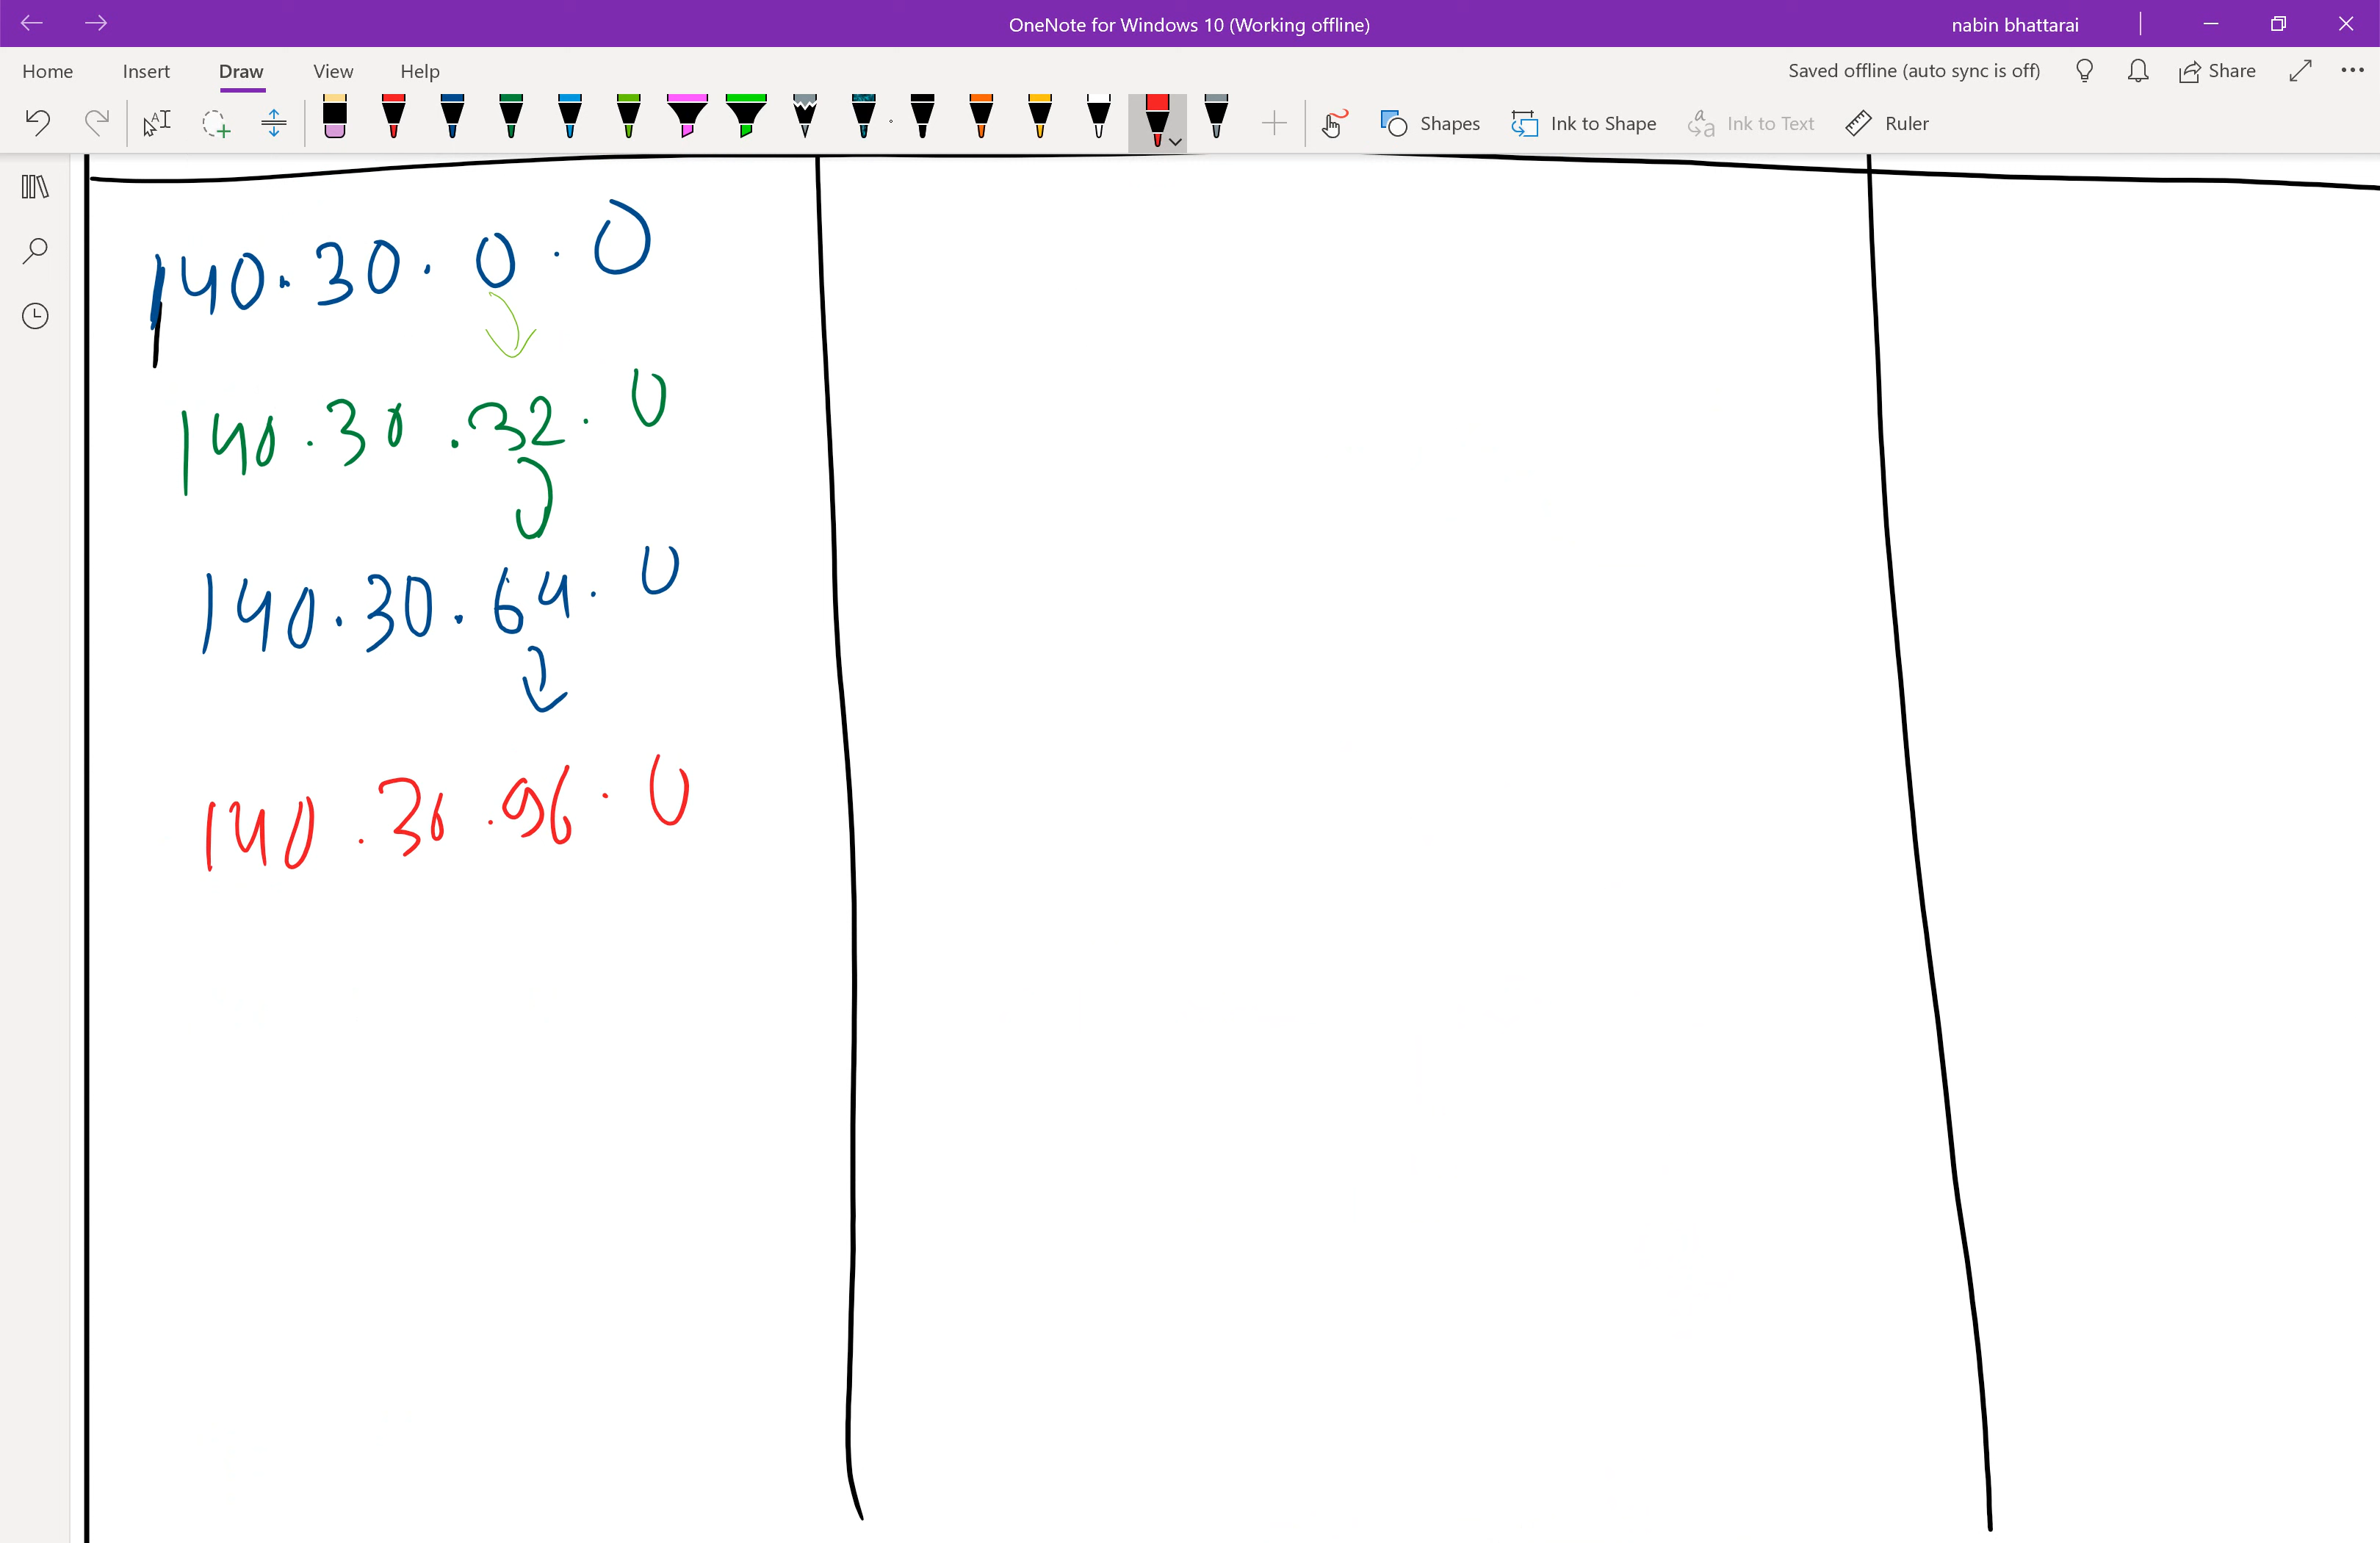 OneNote for Windows 10 (Working offline)
nabin bhattarai
Home Insert Draw View Help
Saved offline (auto sync is off)
Share
Shapes
Ink to Shape
Ink to Text
Ruler
140.30.0.0
140.30.32.0
140.30.64.0
140.30.96.0